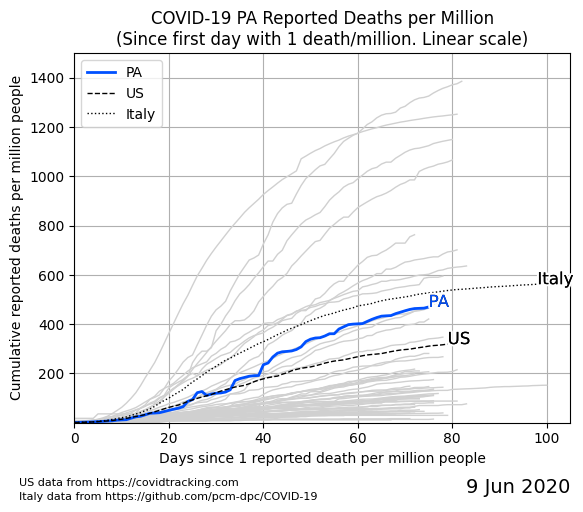 COVID-19 PA Reported Deaths per Million
(Since first day with 1 death/million. Linear scale)
Cumulative reported deaths per million people
1400
1200
1000
800
600
400
200
PA
US
Italy
Italy
PA
US
0 20 40 60 80 100
Days since 1 reported death per million people
US data from https://covidtracking.com
Italy data from https://github.com/pcm-dpc/COVID-19
9 Jun 2020